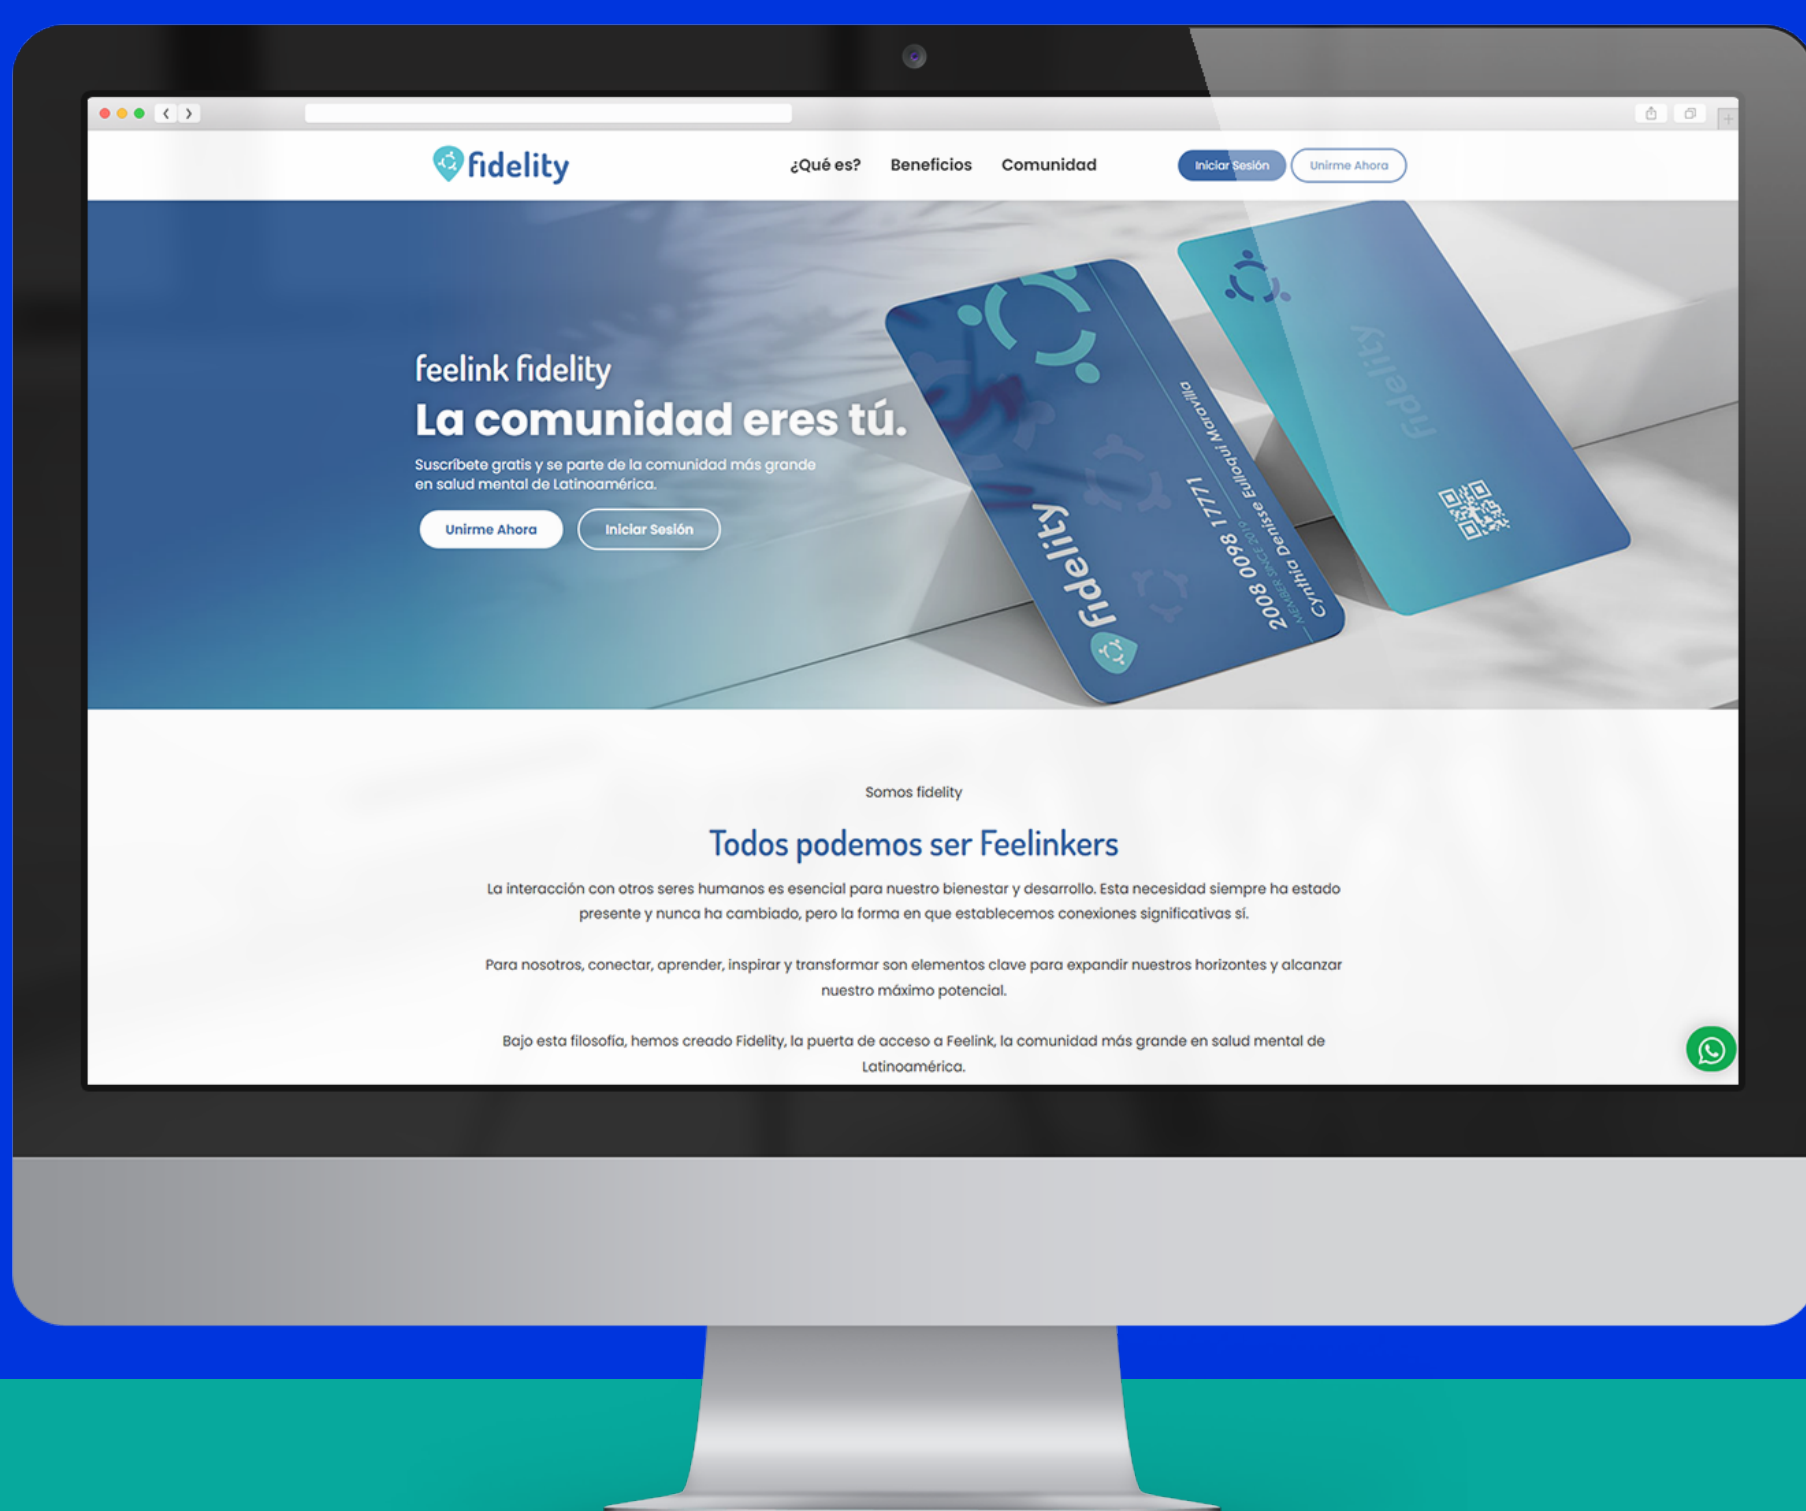 fidelity
¿Qué es? Beneficios Comunidad
Iniciar Sesión Unirme Ahora
feelink fidelity
La comunidad eres tú.
Suscríbete gratis y se parte de la comunidad más grande
en salud mental de Latinoamérica.
Unirme Ahora Iniciar Sesión
fidelity
2008 0098 17771
MEMBER SINCE 2019
Cynthia Denisse Eulloqui Maravilla
fidelity
Somos fidelity
Todos podemos ser Feelinkers
La interacción con otros seres humanos es esencial para nuestro bienestar y desarrollo. Esta necesidad siempre ha estado
presente y nunca ha cambiado, pero la forma en que establecemos conexiones significativas sí.
Para nosotros, conectar, aprender, inspirar y transformar son elementos clave para expandir nuestros horizontes y alcanzar
nuestro máximo potencial.
Bajo esta filosofía, hemos creado Fidelity, la puerta de acceso a Feelink, la comunidad más grande en salud mental de
Latinoamérica.